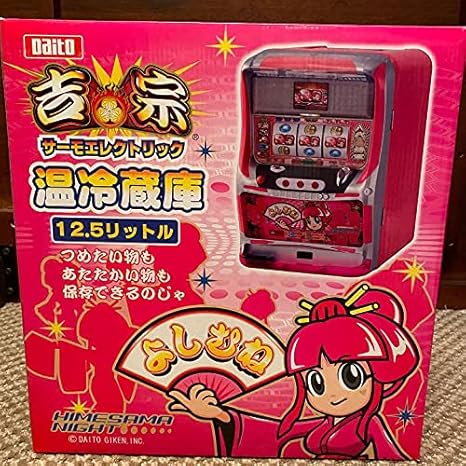 Daito
吉宗
サーモエレクトリック®
温冷蔵庫
12.5リットル
つめたい物も
あたたかい物も
保存できるのじゃ
よしむね
HIMESAMA
NIGHT
©DAITO GIKEN, INC.